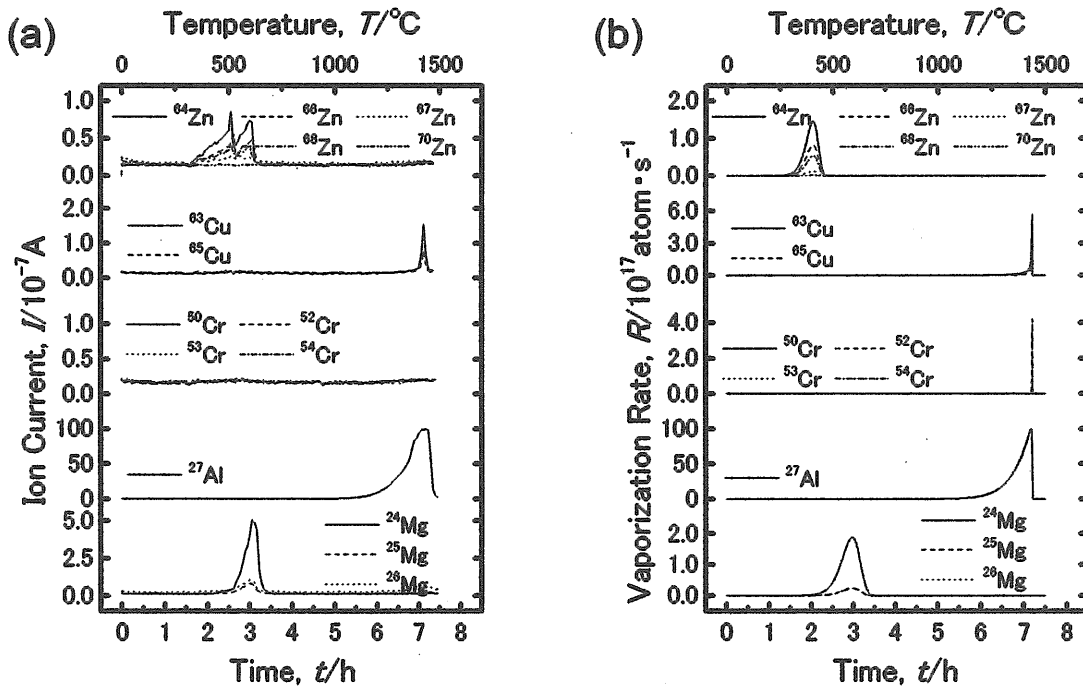 (a)
Temperature, T/°C
0 500 1000 1500
1.0
⁶⁴Zn ⁶⁶Zn ⁶⁷Zn
0.5
⁶⁸Zn ⁷⁰Zn
0.0
2.0
⁶³Cu
1.0
⁶⁵Cu
0.0
1.0
⁵⁰Cr ⁵²Cr
0.5
⁵³Cr ⁵⁴Cr
0.0
100
50
²⁷Al
0
5.0
²⁴Mg
2.5
²⁵Mg
²⁶Mg
0.0
0 1 2 3 4 5 6 7 8
Time, t/h
Ion Current, I/10⁻⁷A
(b)
Temperature, T/°C
0 500 1000 1500
2.0
⁶⁴Zn ⁶⁶Zn ⁶⁷Zn
1.0
⁶⁸Zn ⁷⁰Zn
0.0
6.0
⁶³Cu
3.0
⁶⁵Cu
0.0
4.0
⁵⁰Cr ⁵²Cr
2.0
⁵³Cr ⁵⁴Cr
0.0
100
50
²⁷Al
0
²⁴Mg
2.0
²⁵Mg
1.0
²⁶Mg
0.0
0 1 2 3 4 5 6 7 8
Time, t/h
Vaporization Rate, R/10¹⁷atom·s⁻¹